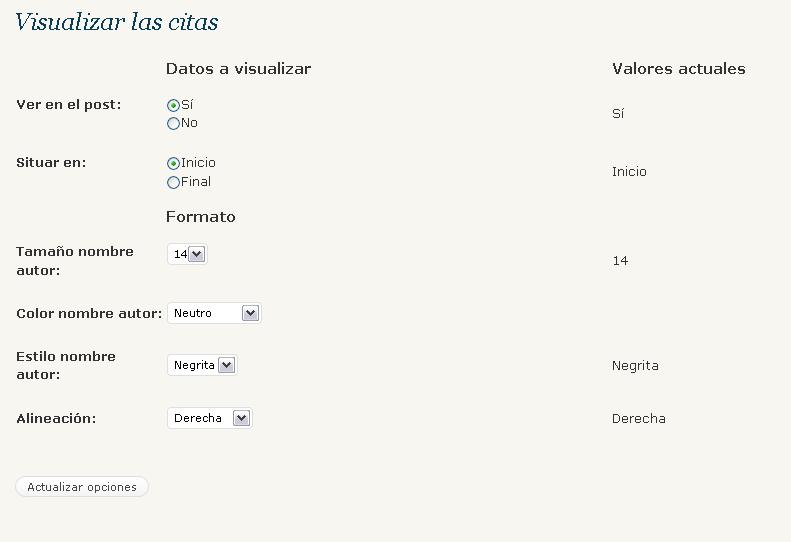 Visualizar las citas
Datos a visualizar Valores actuales
Ver en el post: Sí Sí
No
Situar en: Inicio Inicio
Final
Formato
Tamaño nombre autor: 14 14
Color nombre autor: Neutro
Estilo nombre autor: Negrita Negrita
Alineación: Derecha Derecha
Actualizar opciones